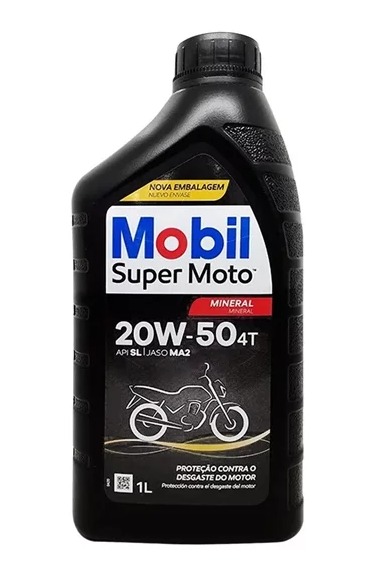 NOVA EMBALAGEM
NUEVO ENVASE
Mobil
Super Moto™
MINERAL
MINERAL
20W-50 4T
API SL | JASO MA2
PROTEÇÃO CONTRA O
DESGASTE DO MOTOR
Protección contra el desgaste del motor
1L